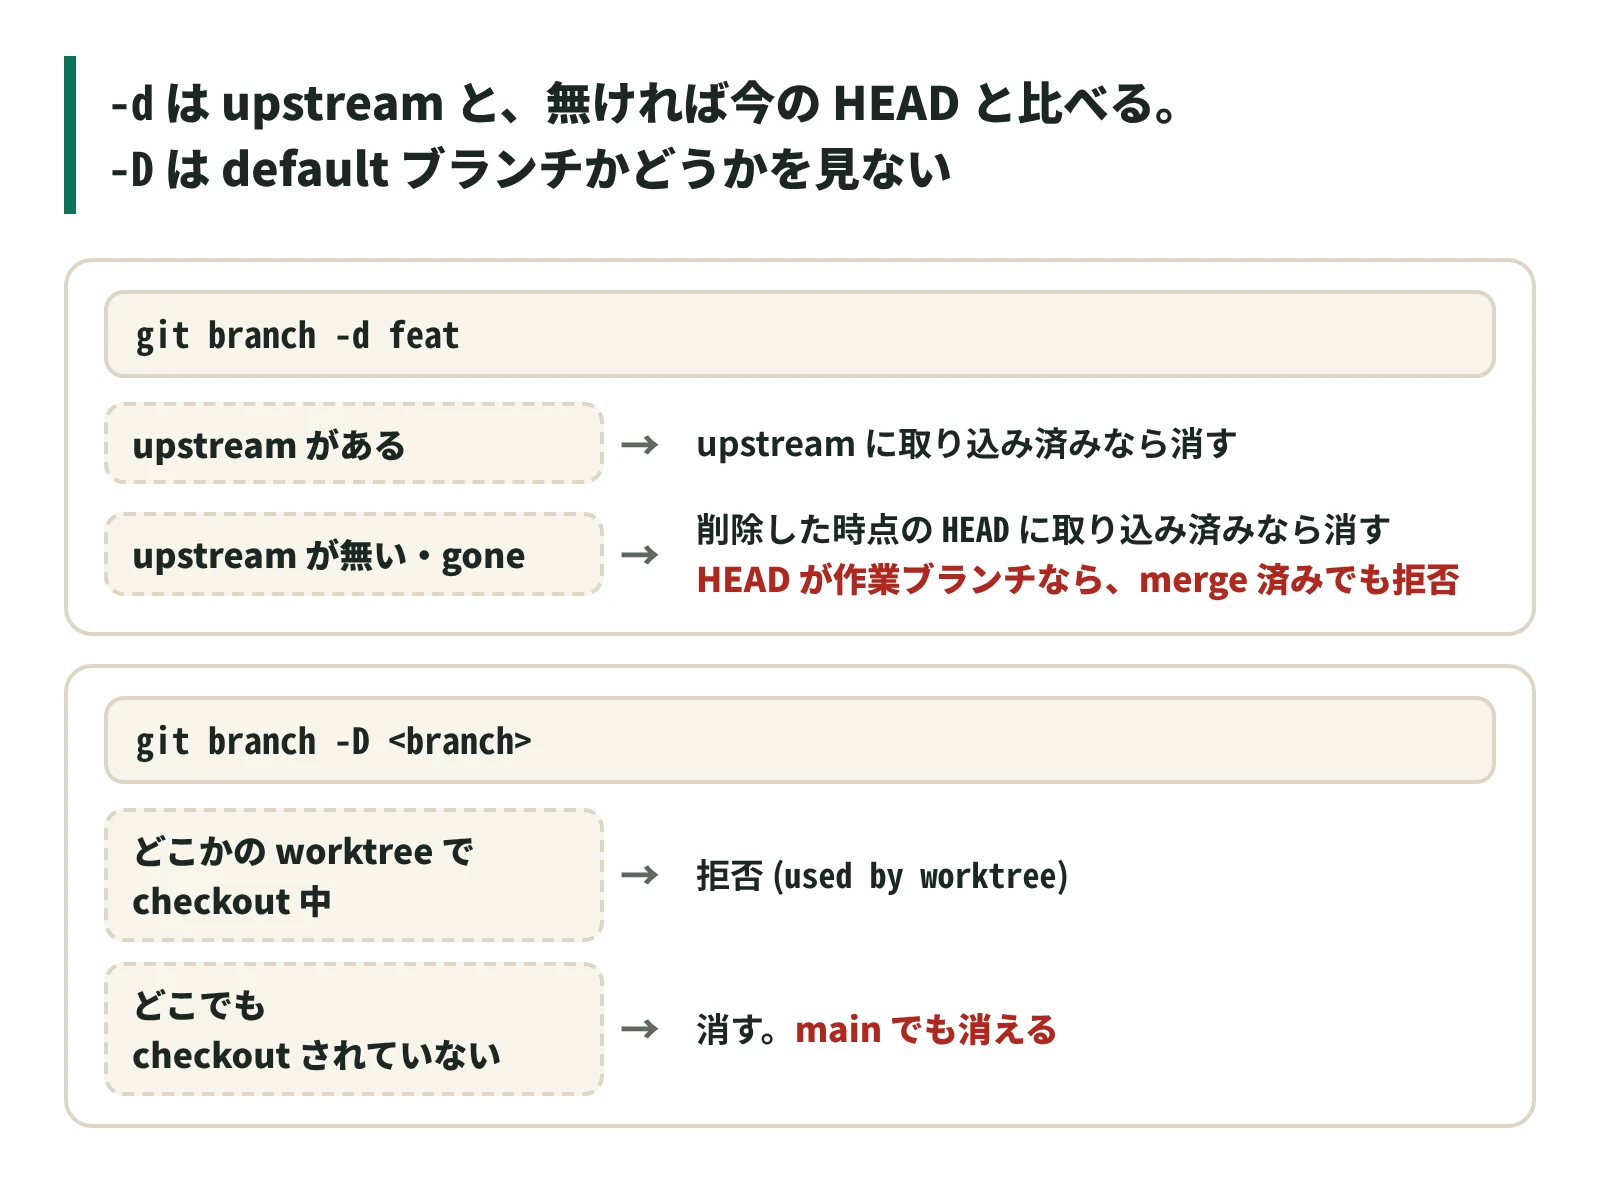 -d は upstream と、無ければ今の HEAD と比べる。
-D は default ブランチかどうかを見ない
git branch -d feat
upstream がある
→
upstream に取り込み済みなら消す
upstream が無い・gone
→
削除した時点の HEAD に取り込み済みなら消す
HEAD が作業ブランチなら、merge 済みでも拒否
git branch -D <branch>
どこかの worktree で
checkout 中
→
拒否 (used by worktree)
どこでも
checkout されていない
→
消す。main でも消える